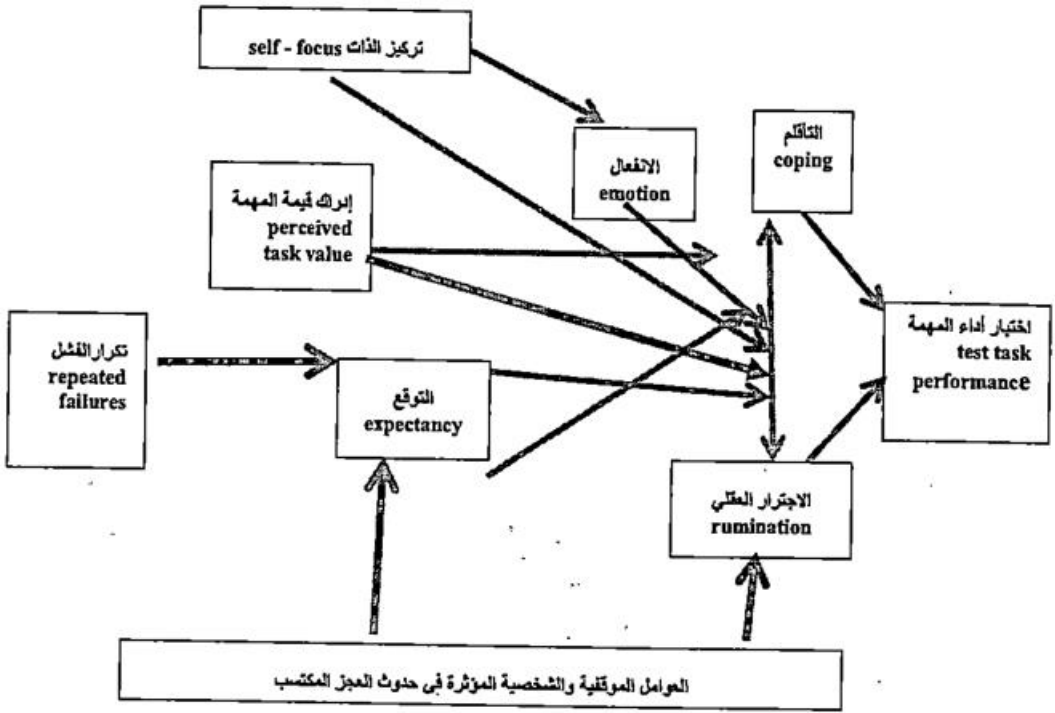 تركيز الذات self - focus
الانفعال
emotion
التأقلم
coping
إدراك قيمة المهمة
perceived
task value
تكرار الفشل
repeated
failures
التوقع
expectancy
اختبار أداء المهمة
test task
performance
الاجترار العقلي
rumination
العوامل الموقفية والشخصية المؤثرة في حدوث العجز المكتسب